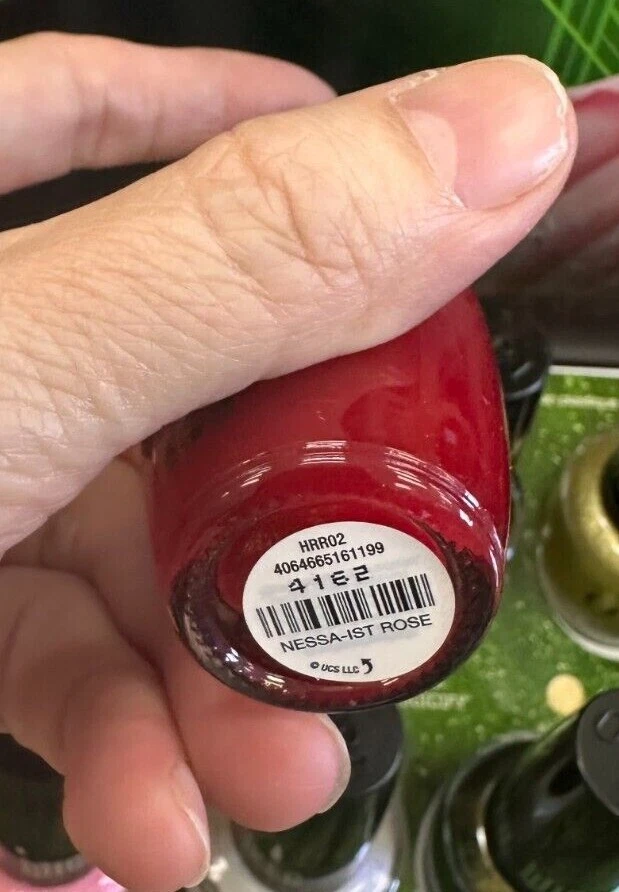 HRR02
4064665161199
4162
NESSA-IST ROSE
© UCS LLC